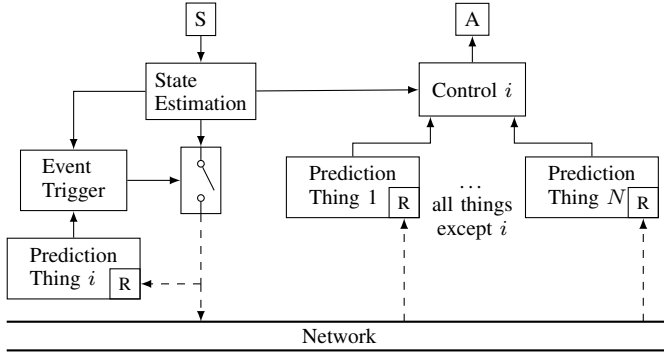 S
A
State
Estimation
Control i
Event
Trigger
Prediction
Thing 1
R
...
all things
except i
Prediction
Thing N
R
Prediction
Thing i
R
Network